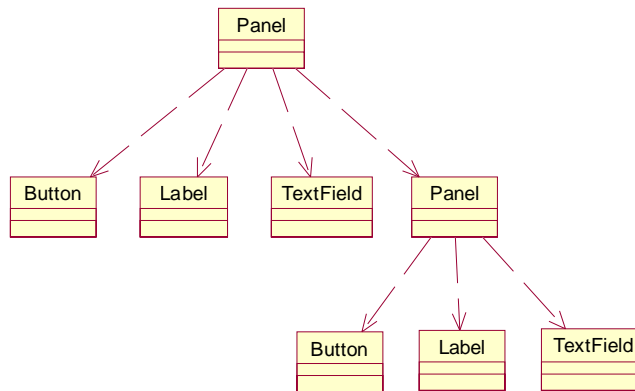 Panel
Button
Label
TextField
Panel
Button
Label
TextField